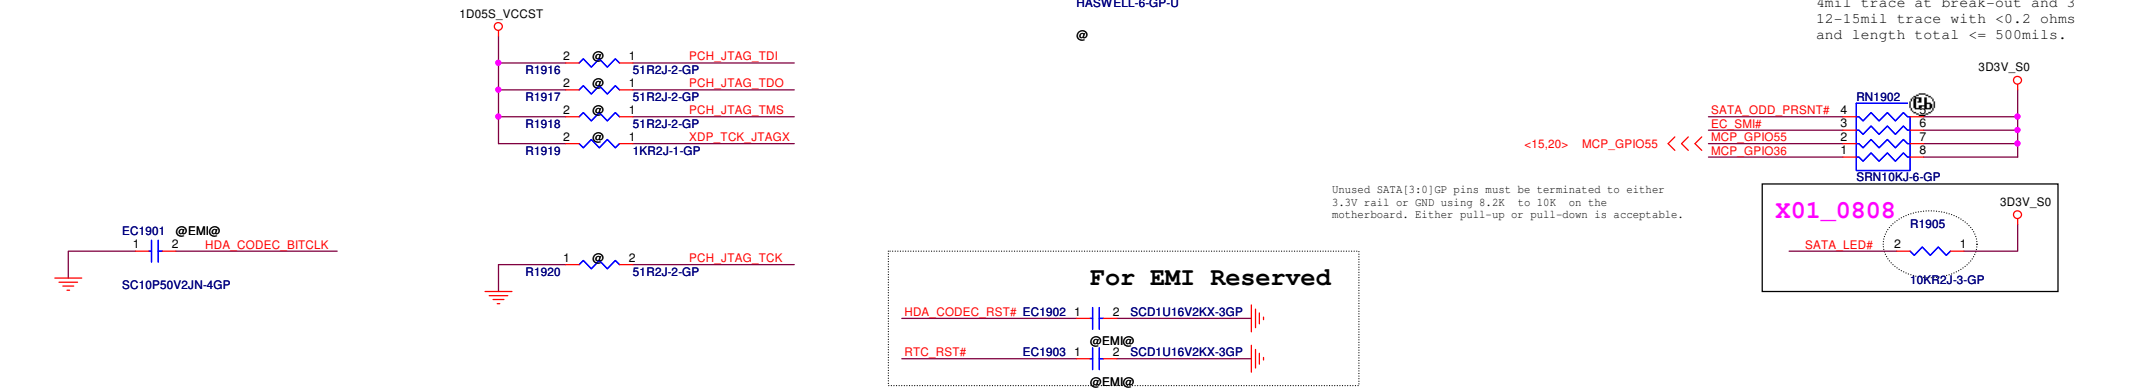 HASWELL-6-GP-U
@
4mil trace at break-out and 3
12-15mil trace with <0.2 ohms
and length total <= 500mils.
1D05S_VCCST
2 @ 1 PCH_JTAG_TDI
R1916 51R2J-2-GP
2 @ 1 PCH_JTAG_TDO
R1917 51R2J-2-GP
2 @ 1 PCH_JTAG_TMS
R1918 51R2J-2-GP
2 @ 1 XDP_TCK_JTAGX
R1919 1KR2J-1-GP
3D3V_S0
RN1902
SATA_ODD_PRSNT# 4
EC_SMI# 3 6
MCP_GPIO55 2 7
MCP_GPIO36 1 8
<15,20> MCP_GPIO55
SRN10KJ-6-GP
Unused SATA[3:0]GP pins must be terminated to either
3.3V rail or GND using 8.2K to 10K on the
motherboard. Either pull-up or pull-down is acceptable.
X01_0808
3D3V_S0
R1905
SATA_LED# 2 1
10KR2J-3-GP
EC1901 @EMI@
1 2 HDA_CODEC_BITCLK
SC10P50V2JN-4GP
1 @ 2 PCH_JTAG_TCK
R1920 51R2J-2-GP
For EMI Reserved
HDA_CODEC_RST# EC1902 1 2 SCD1U16V2KX-3GP
@EMI@
RTC_RST# EC1903 1 2 SCD1U16V2KX-3GP
@EMI@